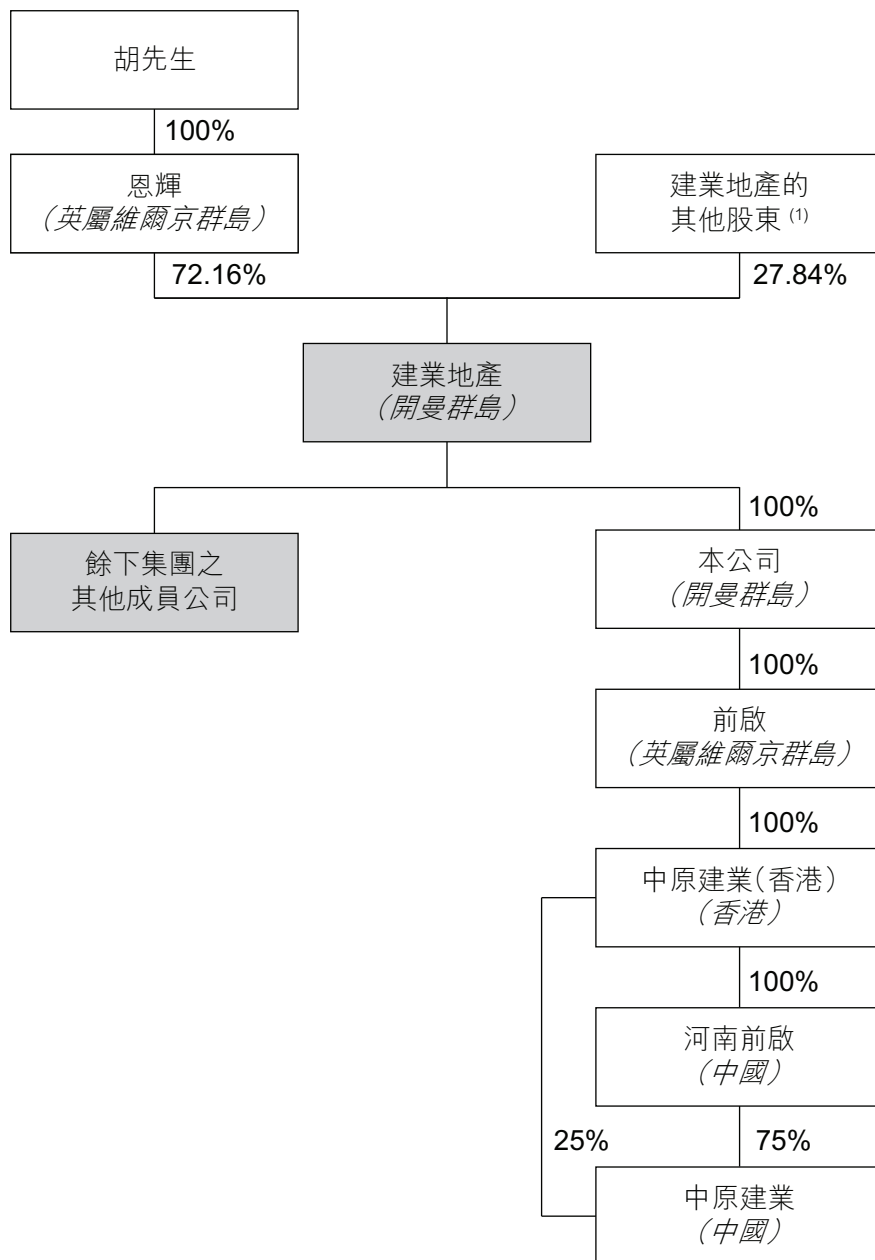 胡先生
100%
恩輝
（英屬維爾京群島）
建業地產的
其他股東 (1)
72.16%
27.84%
建業地產
（開曼群島）
100%
餘下集團之
其他成員公司
本公司
（開曼群島）
100%
前啟
（英屬維爾京群島）
100%
中原建業（香港）
（香港）
100%
河南前啟
（中國）
25%
75%
中原建業
（中國）